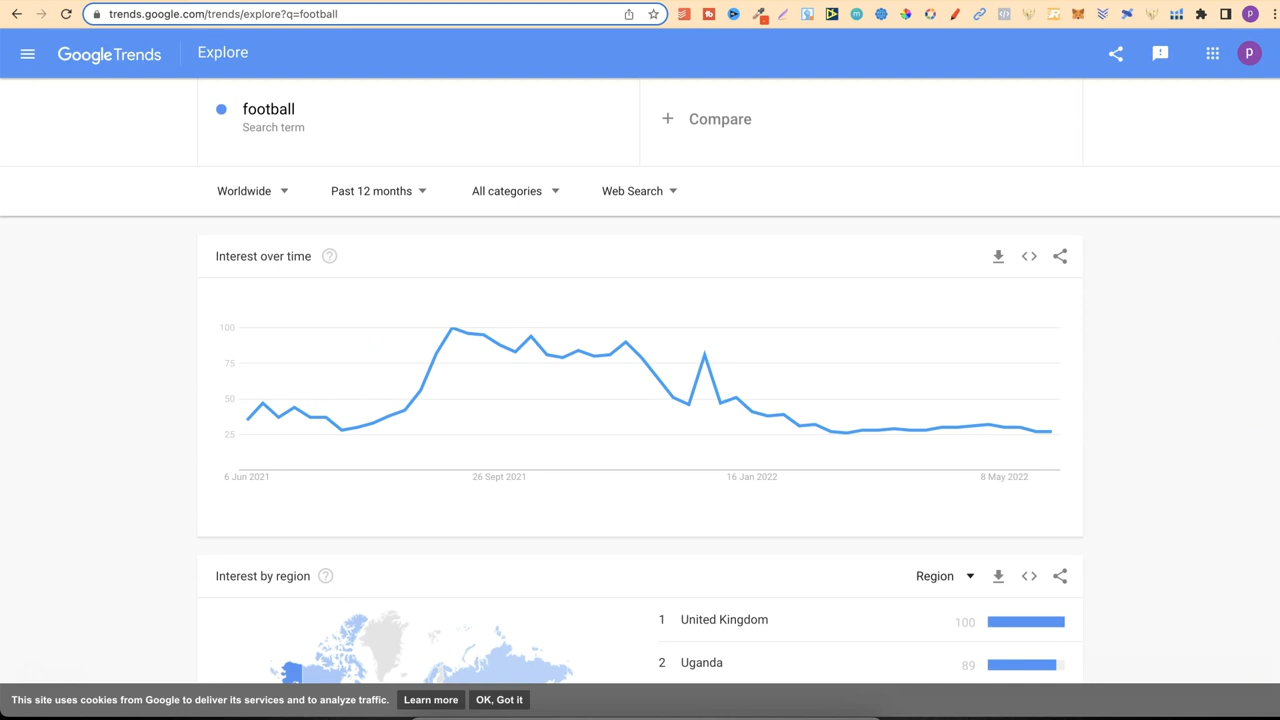 trends.google.com/trends/explore?q=football
p
Google Trends
Explore
p
football
Search term
+ Compare
Worldwide
Past 12 months
All categories
Web Search
Interest over time
100
75
50
25
6 Jun 2021
26 Sept 2021
16 Jan 2022
8 May 2022
Interest by region
Region
1 United Kingdom 100
2 Uganda 89
This site uses cookies from Google to deliver its services and to analyze traffic.
Learn more
OK, Got it